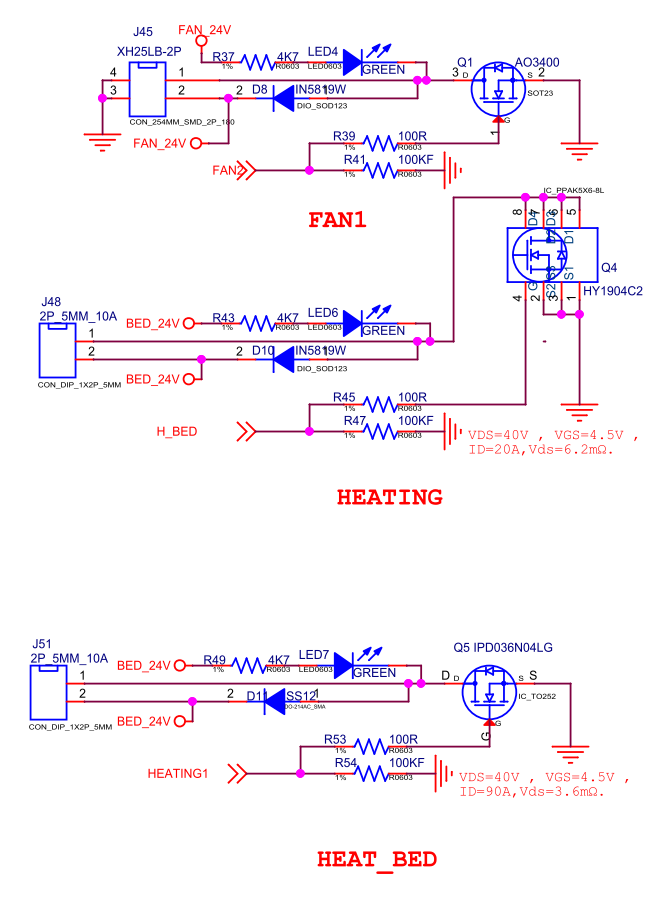 J45
XH25LB-2P
FAN_24V
R37
1%
4K7
R0603
LED4
LED0603
GREEN
Q1
AO3400
4
1
3
2
3
D
S
2
D8
2
IN5819W
1
DIO_SOD123
SOT23
CON_254MM_SMD_2P_180
G
1
FAN_24V
R39
1%
100R
R0603
FAN2
R41
1%
100KF
R0603
FAN1
IC_PPAK5X6-8L
8
7
6
5
D4
D3
D2
D1
Q4
G
S3
S2
S1
HY1904C2
4
2
3
1
J48
2P_5MM_10A
BED_24V
R43
1%
4K7
R0603
LED6
LED0603
GREEN
1
2
2
D10
IN5819W
1
DIO_SOD123
BED_24V
CON_DIP_1X2P_5MM
R45
1%
100R
R0603
H_BED
R47
1%
100KF
R0603
VDS=40V , VGS=4.5V ,
ID=20A,Vds=6.2mΩ.
HEATING
J51
2P_5MM_10A
BED_24V
R49
1%
4K7
R0603
LED7
LED0603
GREEN
Q5 IPD036N04LG
1
2
D
D
S
S
2
SS12
1
DO-214AC_SMA
IC_TO252
BED_24V
CON_DIP_1X2P_5MM
G
G
R53
1%
100R
R0603
HEATING1
R54
1%
100KF
R0603
VDS=40V , VGS=4.5V ,
ID=90A,Vds=3.6mΩ.
HEAT_BED